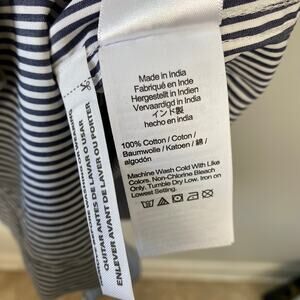 Made in India
Fabriqué en Inde
Hergestellt in Indien
Vervaardigd in India
インド製
hecho en India
100% Cotton / Coton /
Baumwolle / Katoen / 綿 /
algodón
Machine Wash Cold With Like
Colors. Non-Chlorine Bleach
Only. Tumble Dry Low. Iron on
Lowest Setting.
QUITAR ANTES DE LAVAR O USAR
ENLEVER AVANT DE LAVER OU PORTER